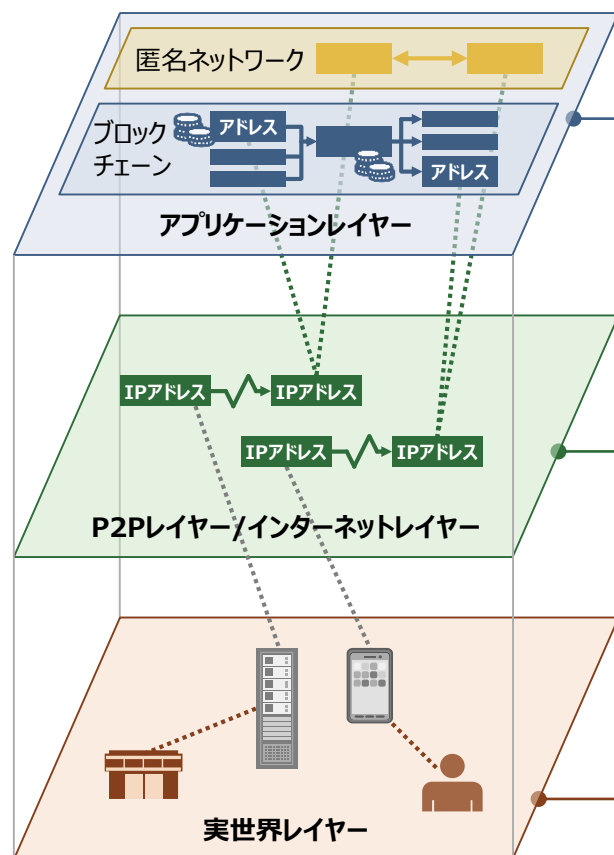 匿名ネットワーク
ブロック
チェーン
アドレス
アドレス
アプリケーションレイヤー
IPアドレス
IPアドレス
IPアドレス
IPアドレス
P2Pレイヤー/インターネットレイヤー
実世界レイヤー